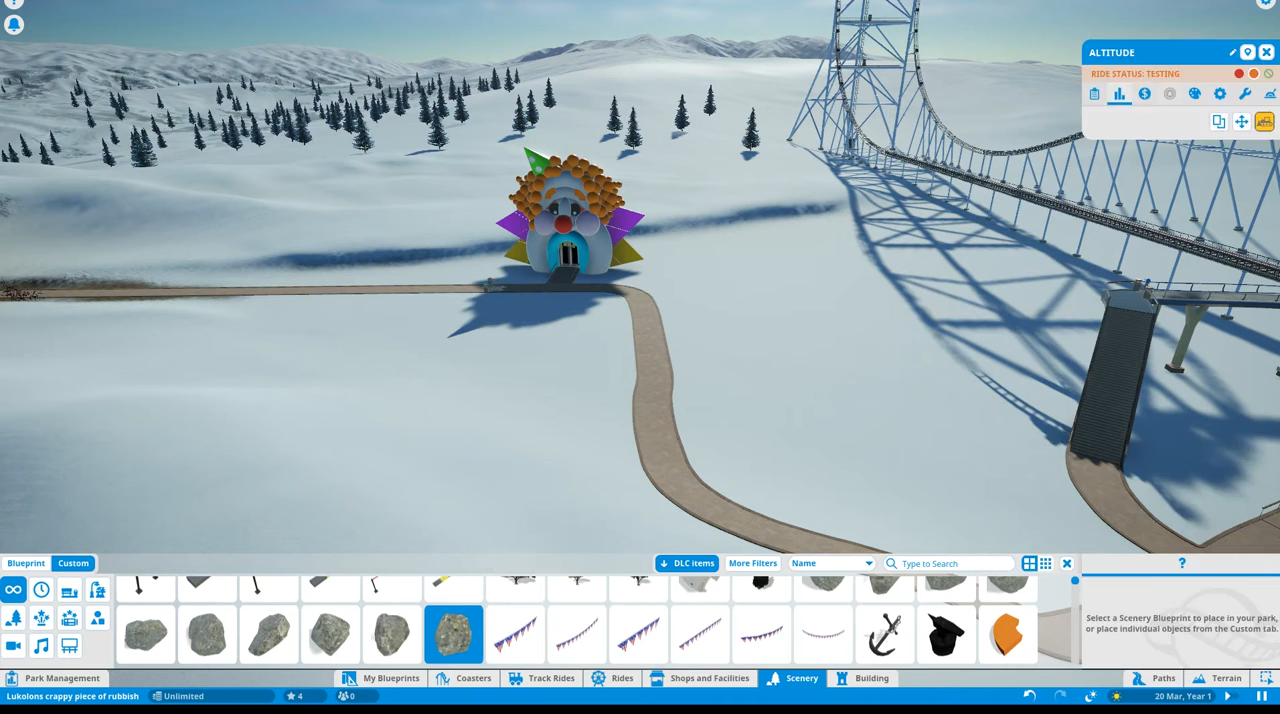 ALTITUDE
RIDE STATUS: TESTING
Blueprint
Custom
DLC items
More Filters
Name
Type to Search
?
Select a Scenery Blueprint to place in your park,
or place individual objects from the Custom tab.
Park Management
My Blueprints
Coasters
Track Rides
Rides
Shops and Facilities
Scenery
Building
Paths
Terrain
Lukolons crappy piece of rubbish
Unlimited
4
0
20 Mar, Year 1